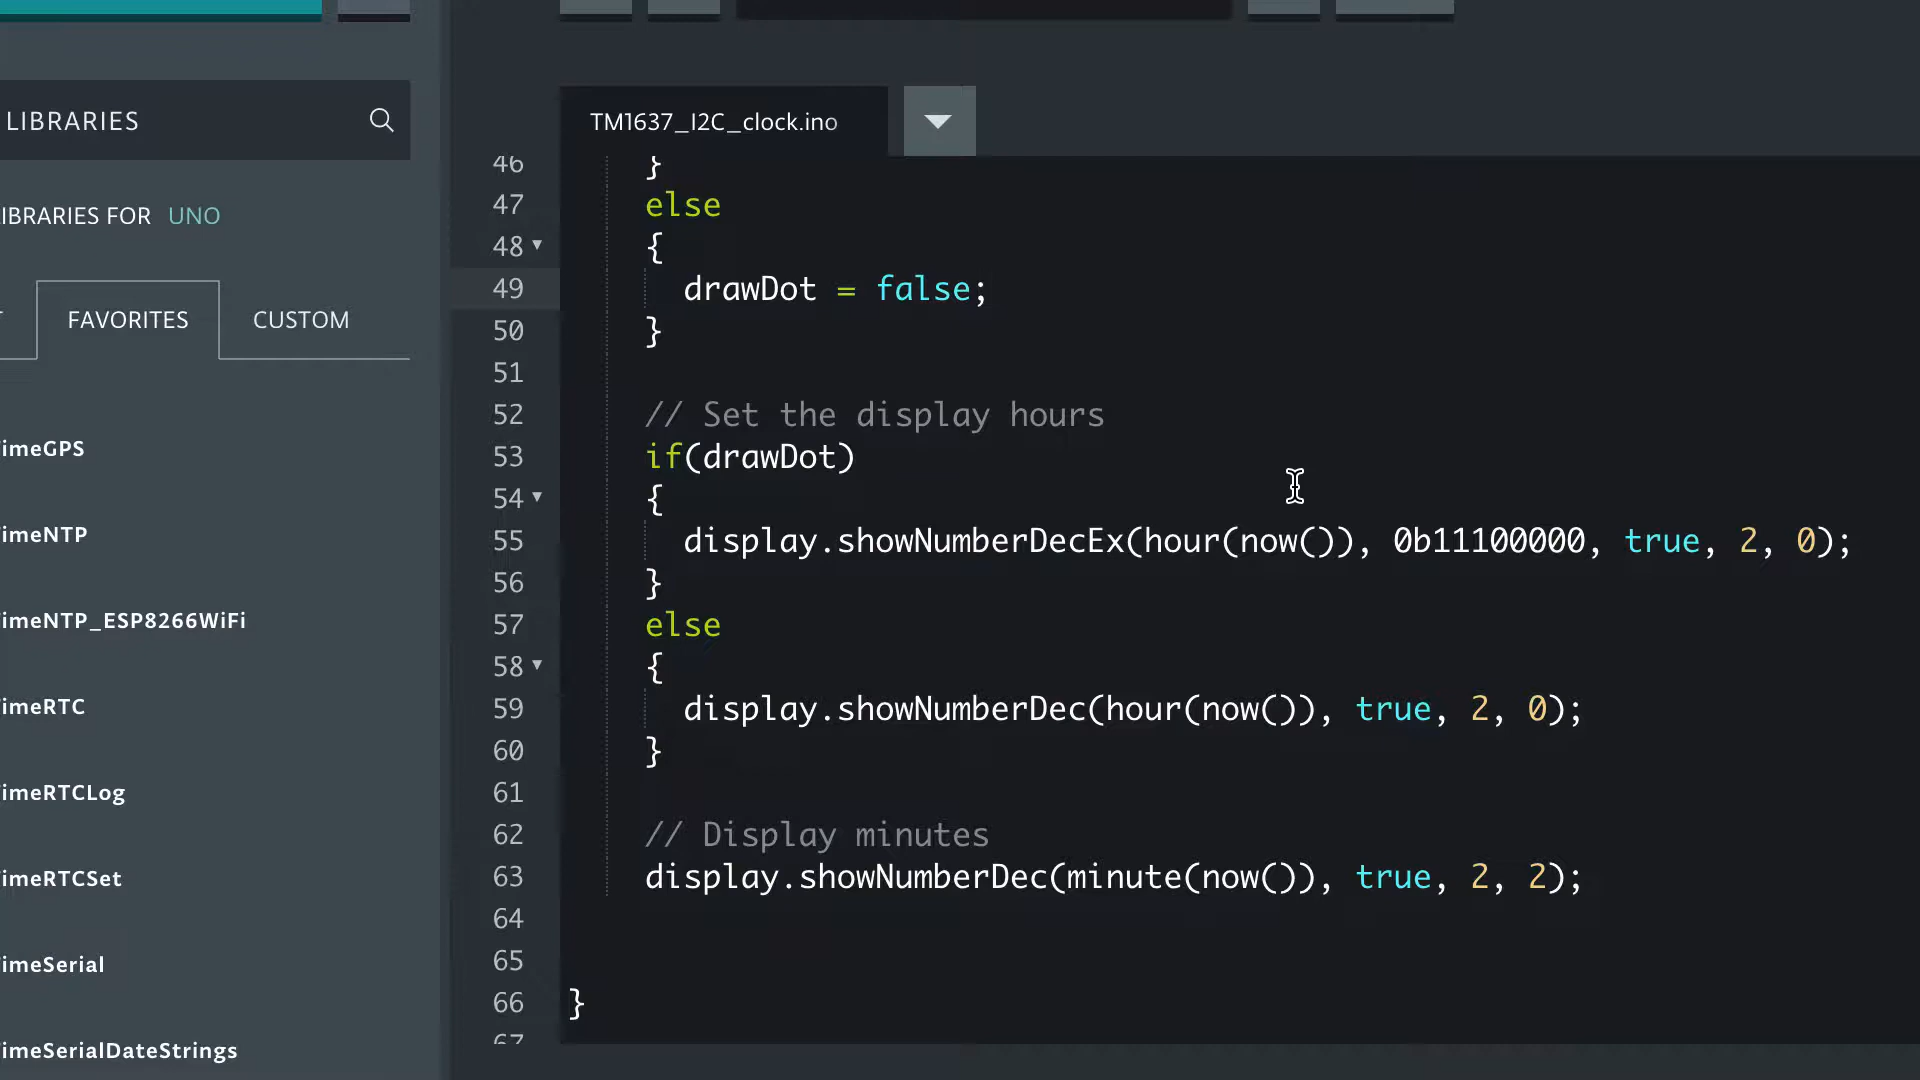 LIBRARIES
IBRARIES FOR UNO
FAVORITES
CUSTOM
imeGPS
imeNTP
imeNTP_ESP8266WiFi
imeRTC
imeRTCLog
imeRTCSet
imeSerial
imeSerialDateStrings
TM1637_I2C_clock.ino
46 }
47 else
48 {
49 drawDot = false;
50 }
51
52 // Set the display hours
53 if(drawDot)
54 {
55 display.showNumberDecEx(hour(now()), 0b11100000, true, 2, 0);
56 }
57 else
58 {
59 display.showNumberDec(hour(now()), true, 2, 0);
60 }
61
62 // Display minutes
63 display.showNumberDec(minute(now()), true, 2, 2);
64
65
66 }
67